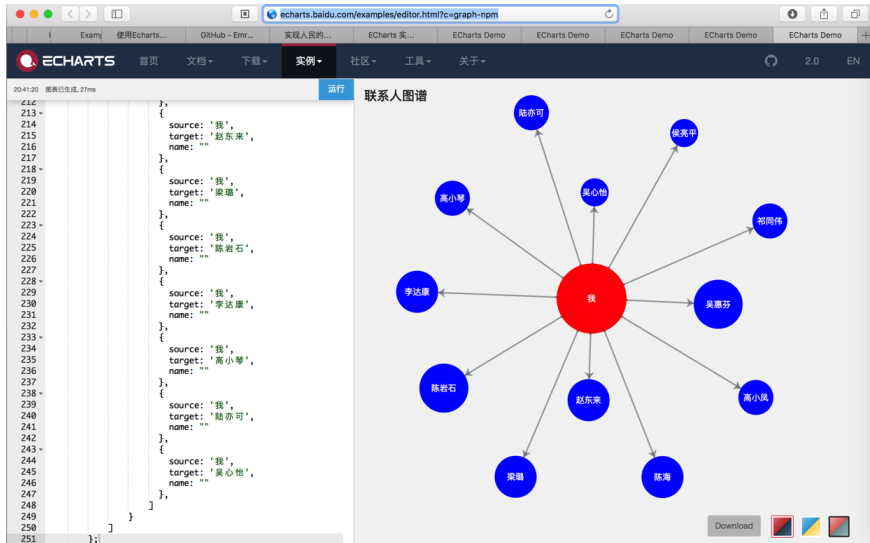 echarts.baidu.com/examples/editor.html?c=graph-npm
Examp
使用Echarts...
GitHub - Emr...
实现人民的...
ECharts 实...
ECharts Demo
ECharts Demo
ECharts Demo
ECharts Demo
ECharts Demo
ECHARTS
首页
文档
下载
实例
社区
工具
关于
2.0
EN
20:41:20 图表已生成, 27ms
运行
212 },
213 {
214 source: '我',
215 target: '赵东来',
216 name: ""
217 },
218 {
219 source: '我',
220 target: '梁璐',
221 name: ""
222 },
223 {
224 source: '我',
225 target: '陈岩石',
226 name: ""
227 },
228 {
229 source: '我',
230 target: '李达康',
231 name: ""
232 },
233 {
234 source: '我',
235 target: '高小琴',
236 name: ""
237 },
238 {
239 source: '我',
240 target: '陆亦可',
241 name: ""
242 },
243 {
244 source: '我',
245 target: '吴心怡',
246 name: ""
247 },
248 ]
249 }
250 ]
251 };
联系人图谱
陆亦可
侯亮平
高小琴
吴心怡
祁同伟
李达康
我
吴惠芬
陈岩石
赵东来
高小凤
梁璐
陈海
Download